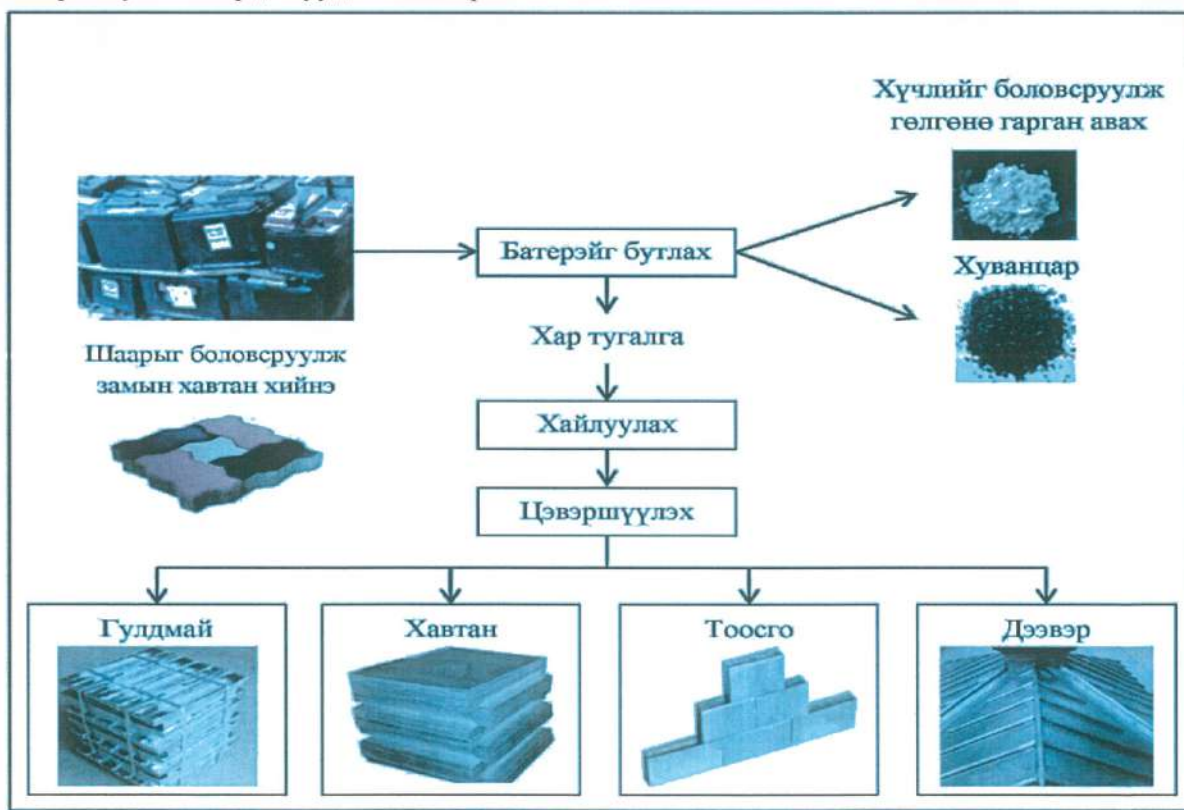 Хүчлийг боловсруулж
гөлгөнө гарган авах
Батерэйг бутлах
Хуванцар
Хар тугалга
Шаарыг боловсруулж
замын хавтан хийнэ
Хайлуулах
Цэвэршүүлэх
Гулдмай
Хавтан
Тоосго
Дээвэр